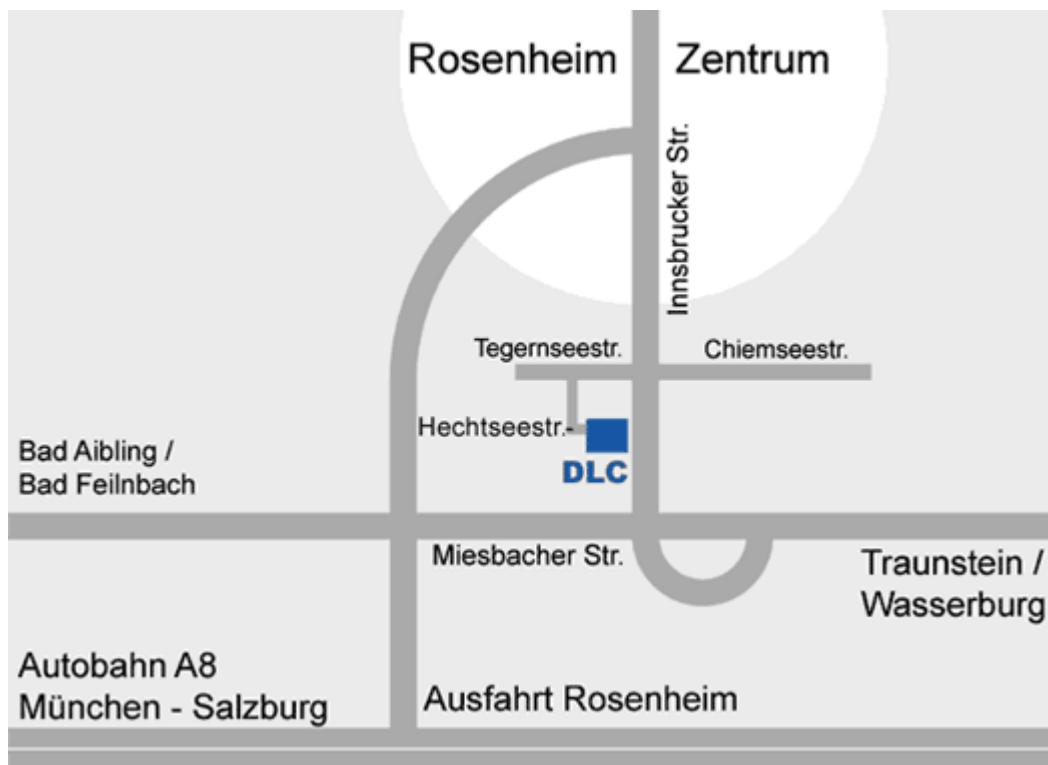 Rosenheim Zentrum
Innsbrucker Str.
Tegernseestr.
Chiemseestr.
Hechtseestr.-
DLC
Bad Aibling /
Bad Feilnbach
Miesbacher Str.
Traunstein /
Wasserburg
Autobahn A8
München - Salzburg
Ausfahrt Rosenheim